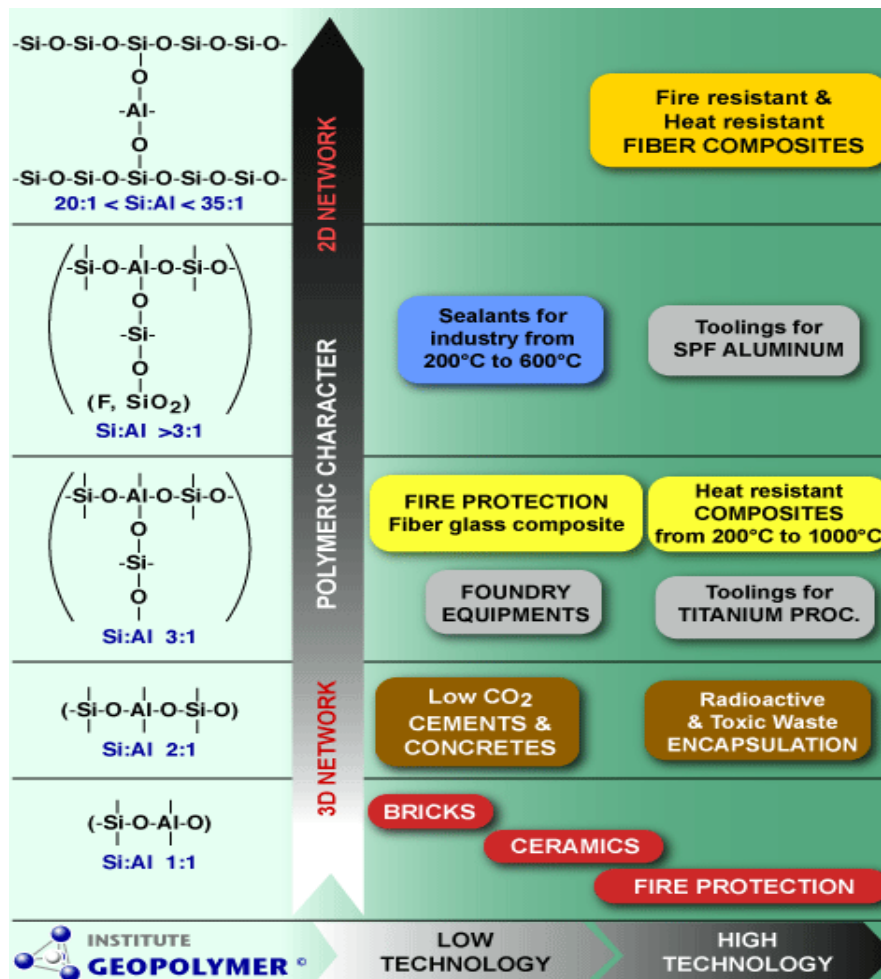 -Si-O-Si-O-Si-O-Si-O-Si-O-
O
-Al-
O
-Si-O-Si-O-Si-O-Si-O-Si-O-
20:1 < Si:Al < 35:1
Fire resistant &
Heat resistant
FIBER COMPOSITES
2D NETWORK
-Si-O-Al-O-Si-O-
O
-Si-
O
(F, SiO2)
Si:Al >3:1
Sealants for
industry from
200°C to 600°C
Toolings for
SPF ALUMINUM
POLYMERIC CHARACTER
-Si-O-Al-O-Si-O-
O
-Si-
O
Si:Al 3:1
FIRE PROTECTION
Fiber glass composite
Heat resistant
COMPOSITES
from 200°C to 1000°C
FOUNDRY
EQUIPMENTS
Toolings for
TITANIUM PROC.
3D NETWORK
(-Si-O-Al-O-Si-O)
Si:Al 2:1
Low CO2
CEMENTS &
CONCRETES
Radioactive
& Toxic Waste
ENCAPSULATION
(-Si-O-Al-O)
Si:Al 1:1
BRICKS
CERAMICS
FIRE PROTECTION
INSTITUTE
GEOPOLYMER ©
LOW
TECHNOLOGY
HIGH
TECHNOLOGY